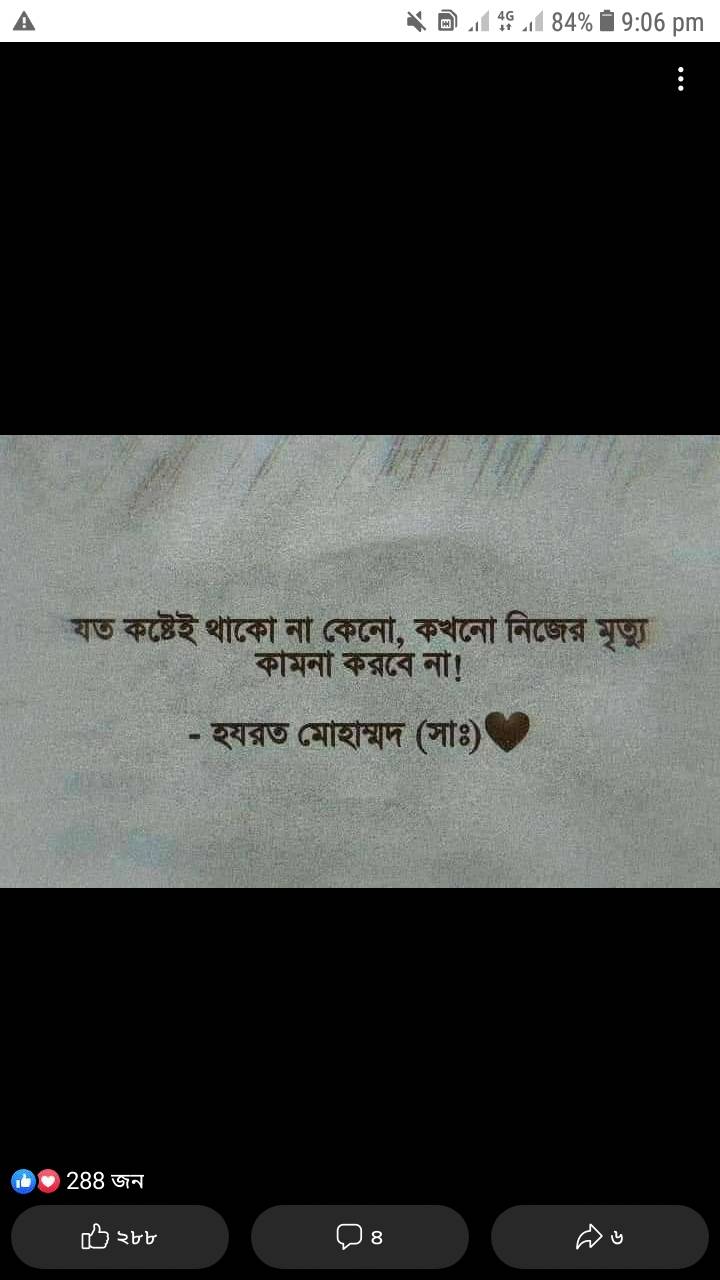 84% 9:06 pm
4G
যত কষ্টেই থাকো না কেনো, কখনো নিজের মৃত্যু
কামনা করবে না!
- হযরত মোহাম্মদ (সাঃ)🖤
288 জন
২৮৮
৪
৬